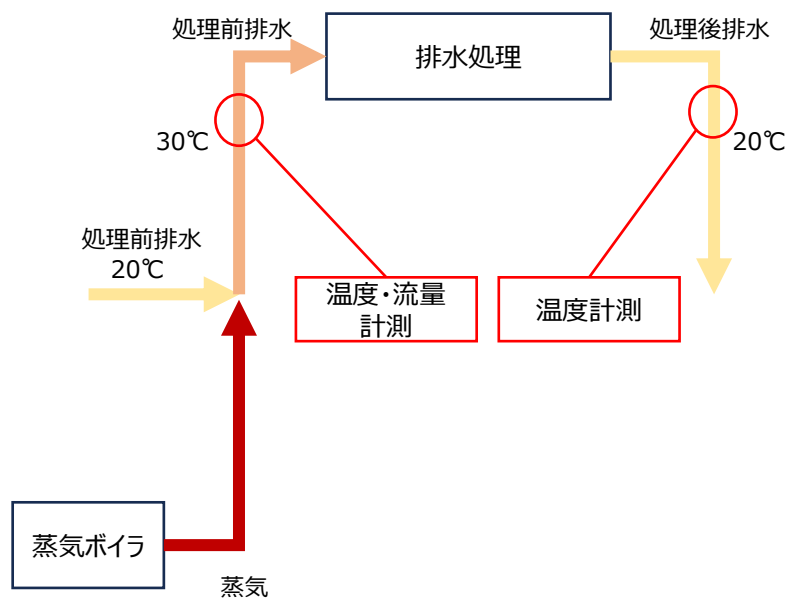 処理前排水
排水処理
処理後排水
30℃
20℃
処理前排水
20℃
温度・流量
計測
温度計測
蒸気ボイラ
蒸気